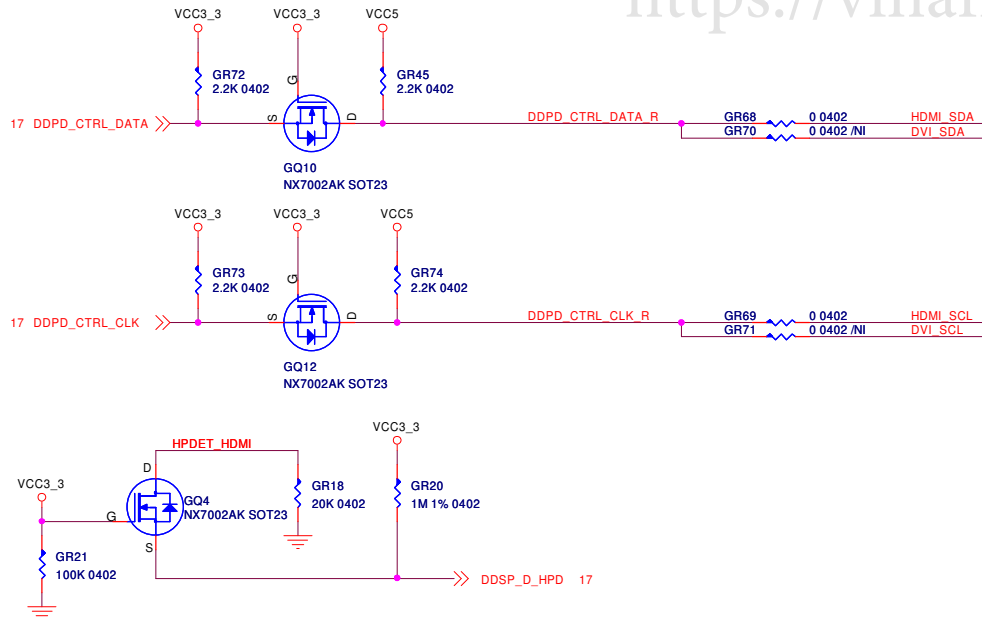 https://vinafi
VCC3_3 VCC3_3 VCC5
GR72 G GR45
2.2K 0402 2.2K 0402
17 DDPD_CTRL_DATA S D DDPD_CTRL_DATA_R GR68 0 0402 HDMI_SDA
GR70 0 0402 /NI DVI_SDA
GQ10
NX7002AK SOT23
VCC3_3 VCC3_3 VCC5
GR73 G GR74
2.2K 0402 2.2K 0402
17 DDPD_CTRL_CLK S D DDPD_CTRL_CLK_R GR69 0 0402 HDMI_SCL
GR71 0 0402 /NI DVI_SCL
GQ12
NX7002AK SOT23
VCC3_3
HPDET_HDMI
D
VCC3_3 GR18 GR20
GQ4 20K 0402 1M 1% 0402
G NX7002AK SOT23
S
GR21
100K 0402
DDSP_D_HPD 17